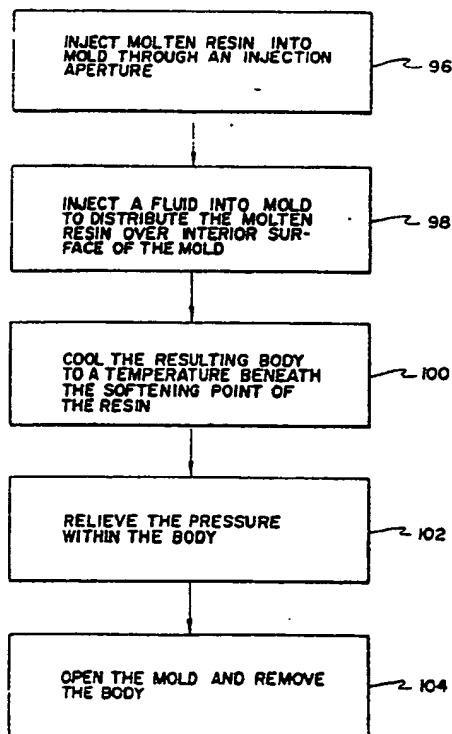 INJECT MOLTEN RESIN INTO
MOLD THROUGH AN INJECTION
APERTURE
96
INJECT A FLUID INTO MOLD
TO DISTRIBUTE THE MOLTEN
RESIN OVER INTERIOR SUR-
FACE OF THE MOLD
98
COOL THE RESULTING BODY
TO A TEMPERATURE BENEATH
THE SOFTENING POINT OF
THE RESIN
100
RELIEVE THE PRESSURE
WITHIN THE BODY
102
OPEN THE MOLD AND REMOVE
THE BODY
104